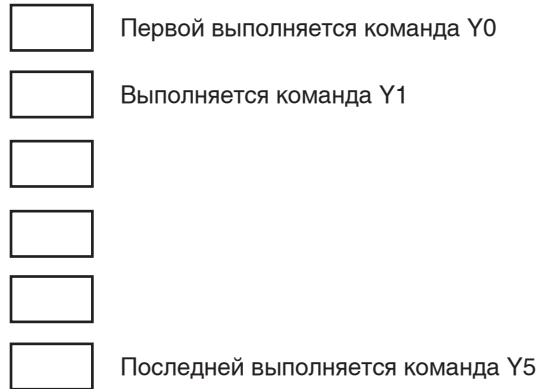 Первой выполняется команда Y0
Выполняется команда Y1
Последней выполняется команда Y5